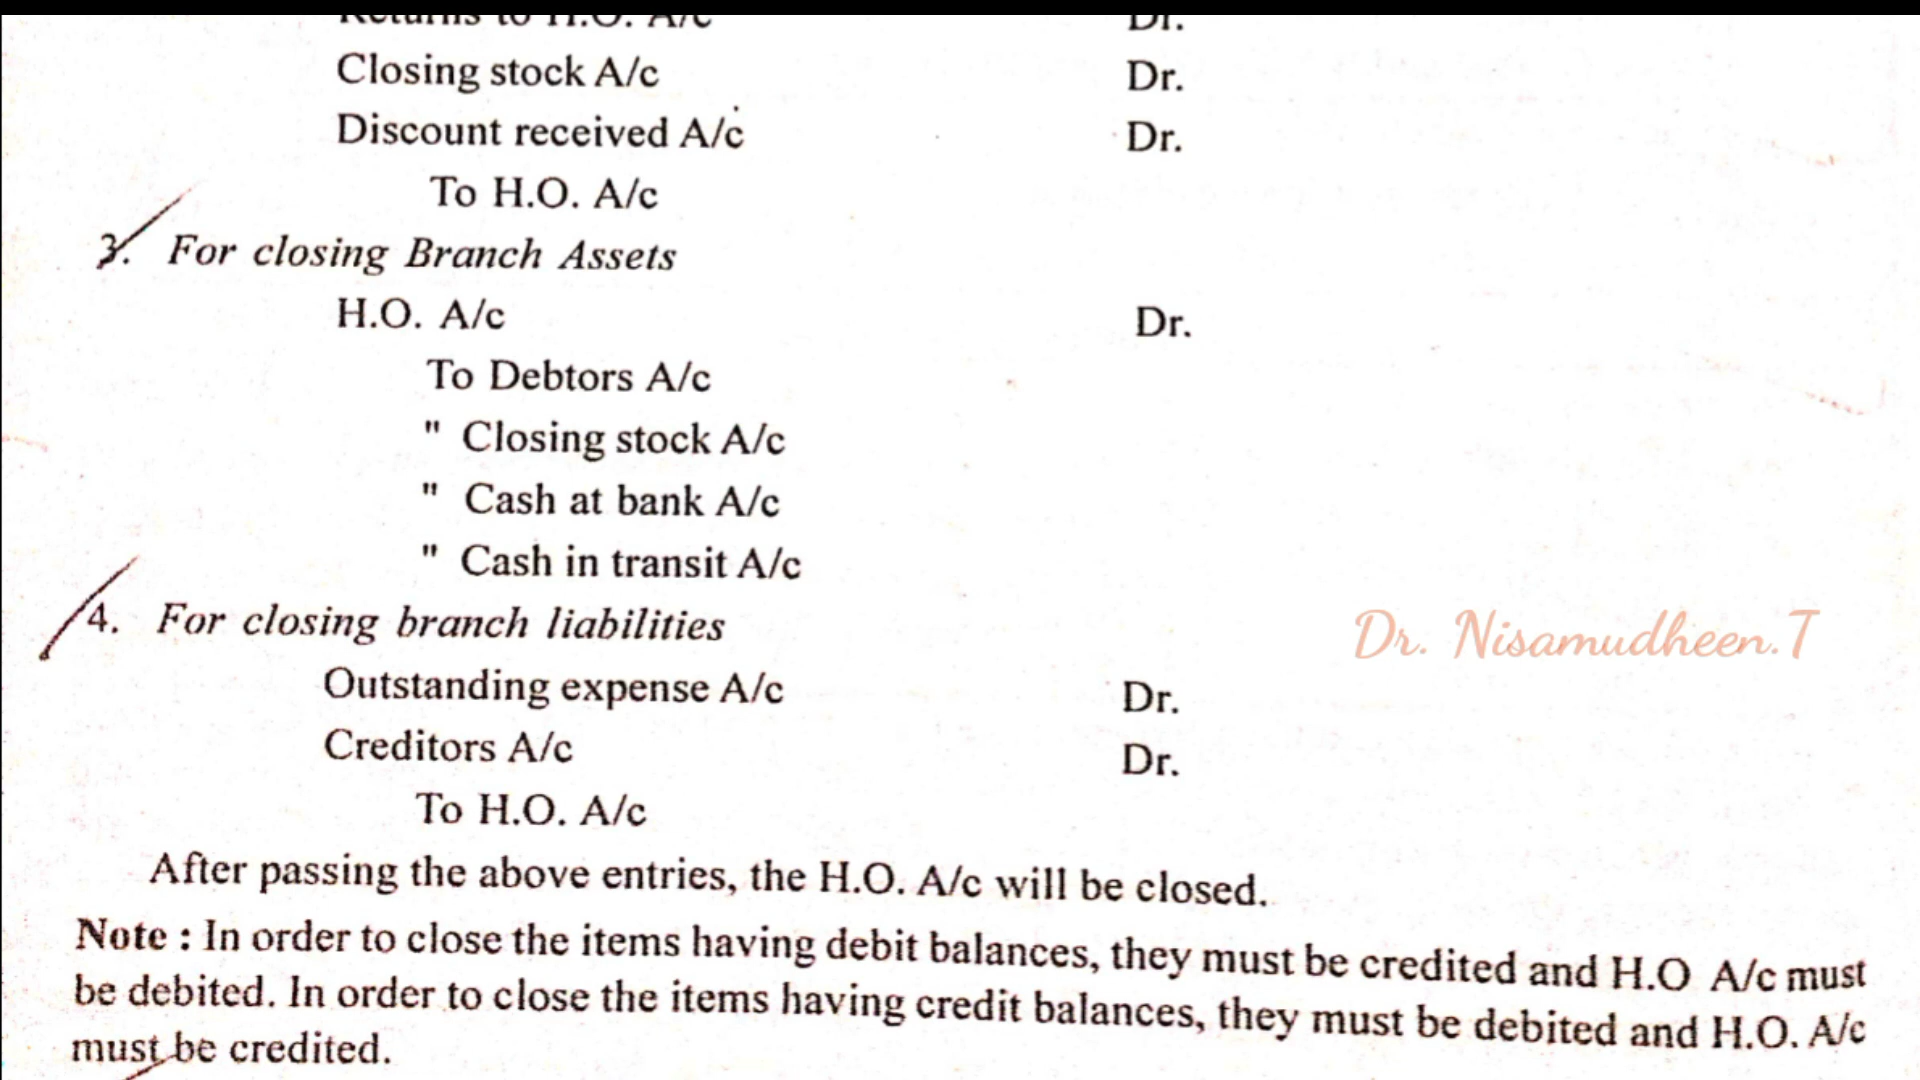 Returns to H.O. A/c Dr.
Closing stock A/c Dr.
Discount received A/c Dr.
To H.O. A/c
3. For closing Branch Assets
H.O. A/c Dr.
To Debtors A/c
" Closing stock A/c
" Cash at bank A/c
" Cash in transit A/c
4. For closing branch liabilities
Dr. Nisamudheen.T
Outstanding expense A/c Dr.
Creditors A/c Dr.
To H.O. A/c
After passing the above entries, the H.O. A/c will be closed.
Note : In order to close the items having debit balances, they must be credited and H.O A/c must
be debited. In order to close the items having credit balances, they must be debited and H.O. A/c
must be credited.